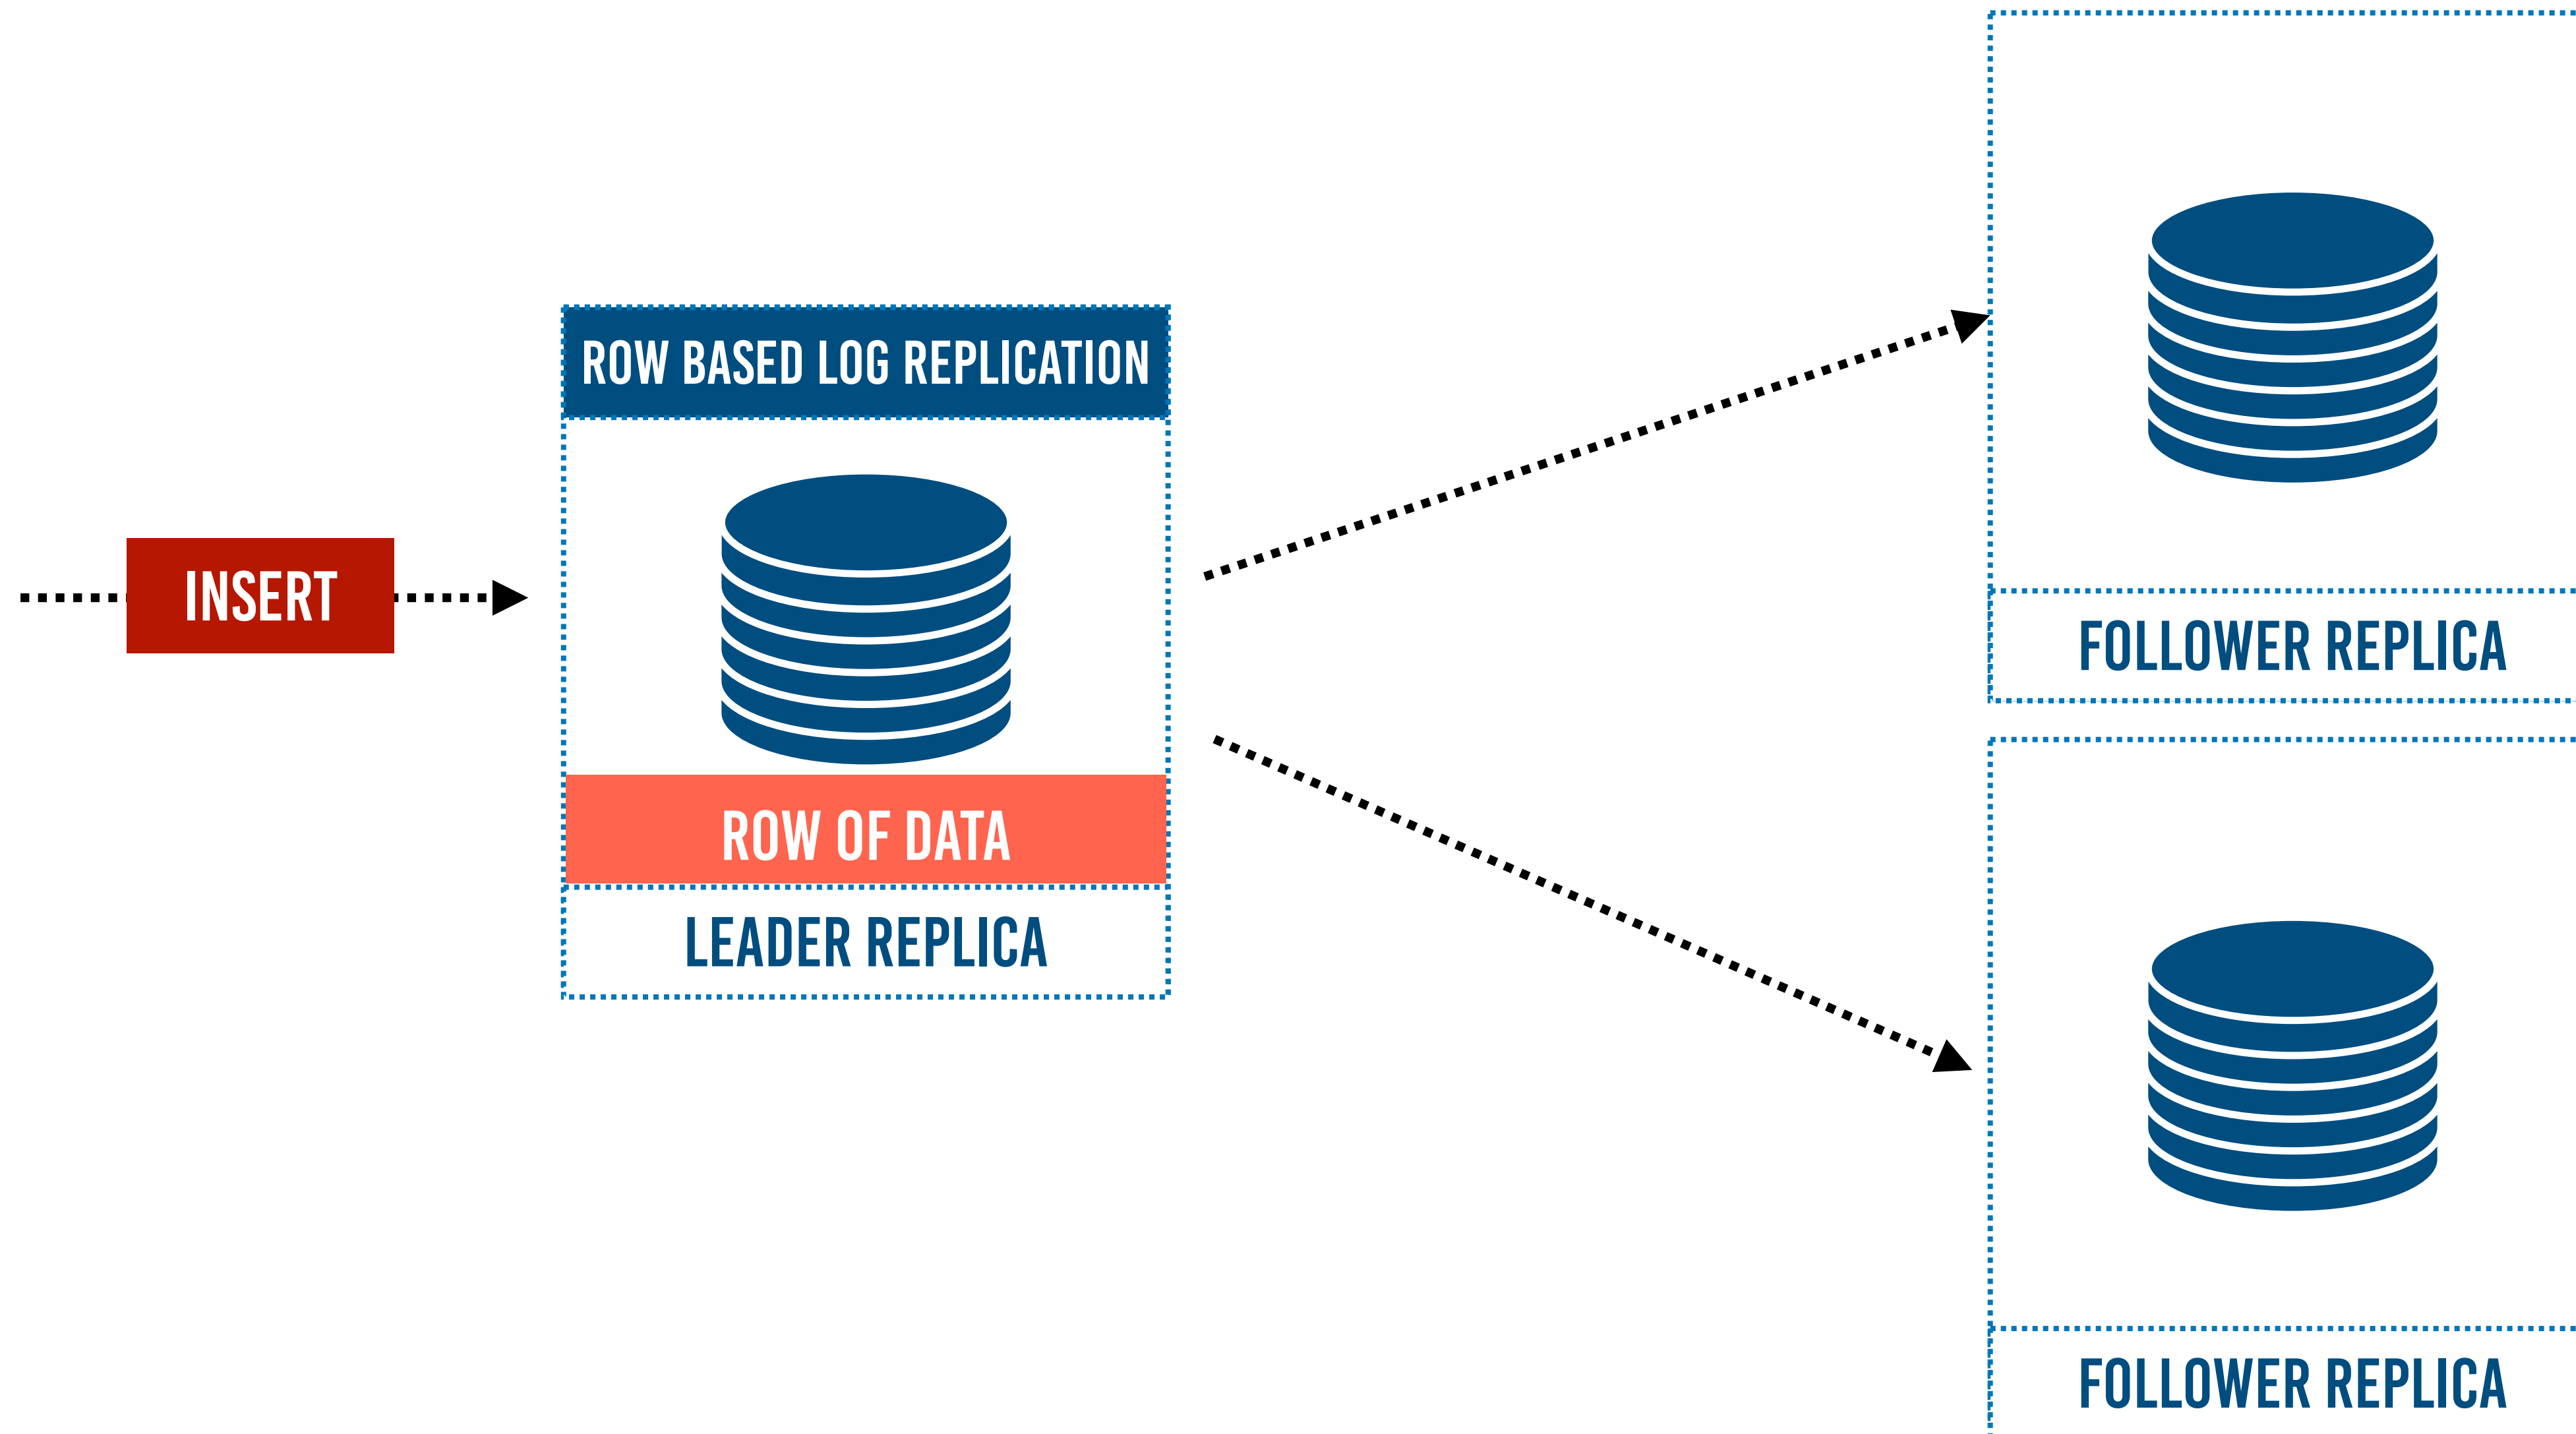 ROW BASED LOG REPLICATION
INSERT
ROW OF DATA
LEADER REPLICA
FOLLOWER REPLICA
FOLLOWER REPLICA